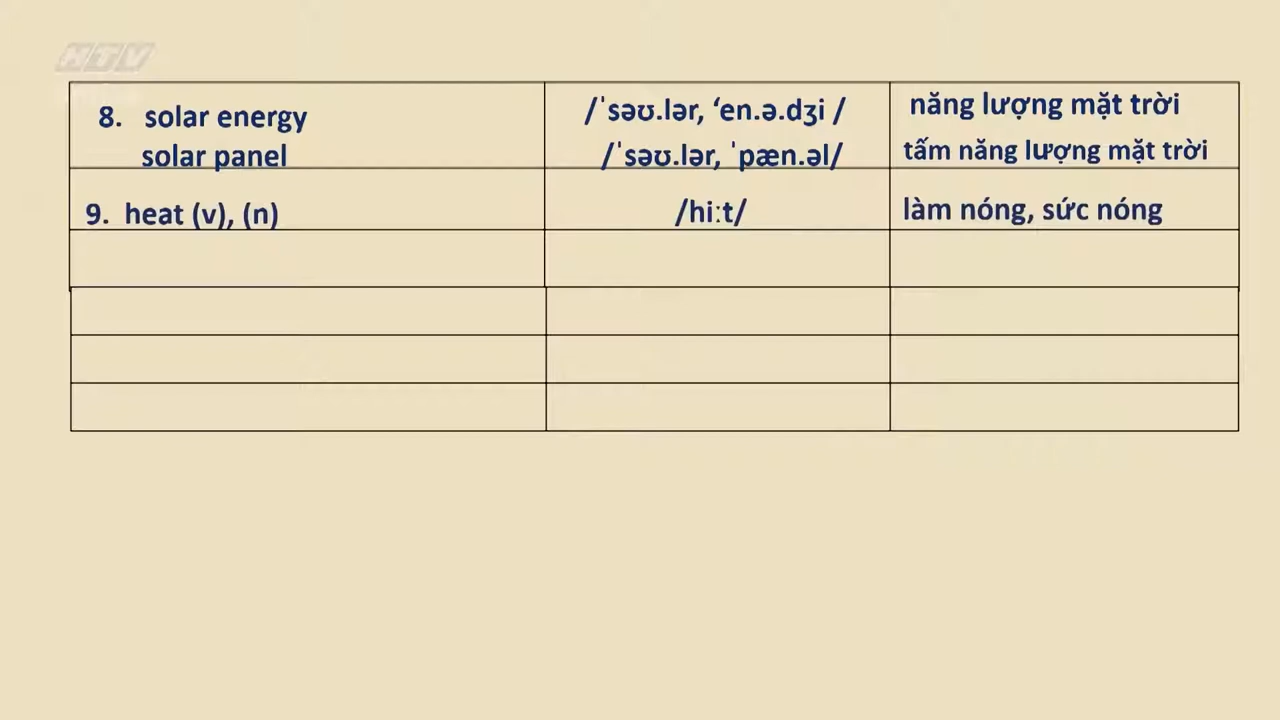 HTV
8. solar energy /ˈsəʊ.lər, ‘en.ə.dʒi / năng lượng mặt trời
solar panel /ˈsəʊ.lər, ˈpæn.əl/ tấm năng lượng mặt trời
9. heat (v), (n) /hiːt/ làm nóng, sức nóng